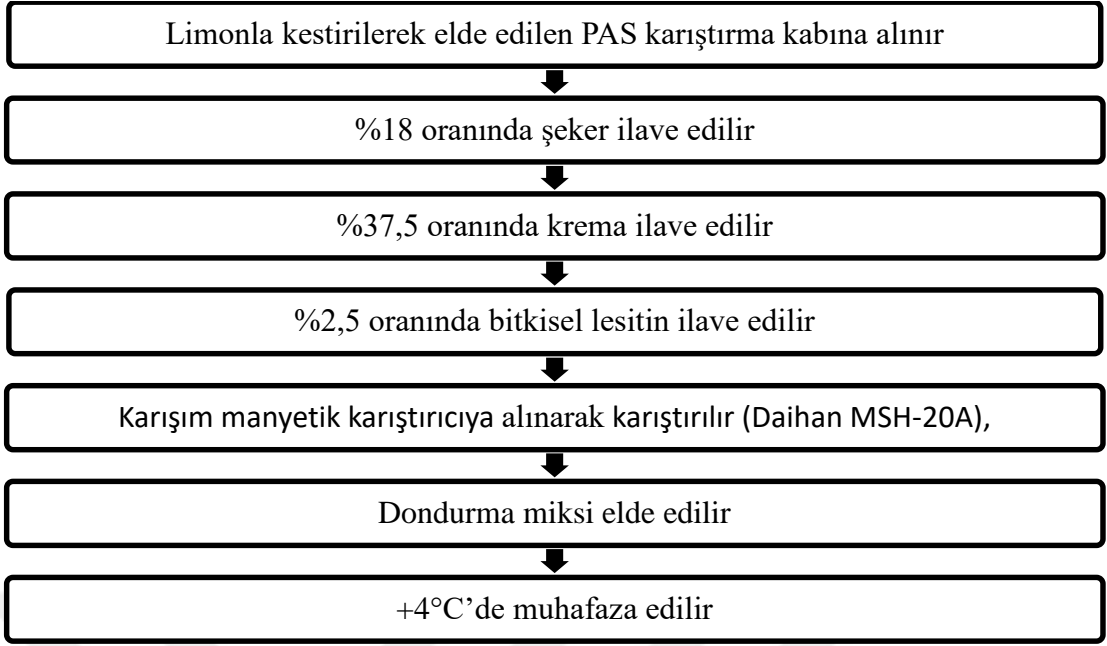 Limonla kestirilerek elde edilen PAS karıştırma kabına alınır
%18 oranında şeker ilave edilir
%37,5 oranında krema ilave edilir
%2,5 oranında bitkisel lesitin ilave edilir
Karışım manyetik karıştırıcıya alınarak karıştırılır (Daihan MSH-20A),
Dondurma miksi elde edilir
+4°C’de muhafaza edilir